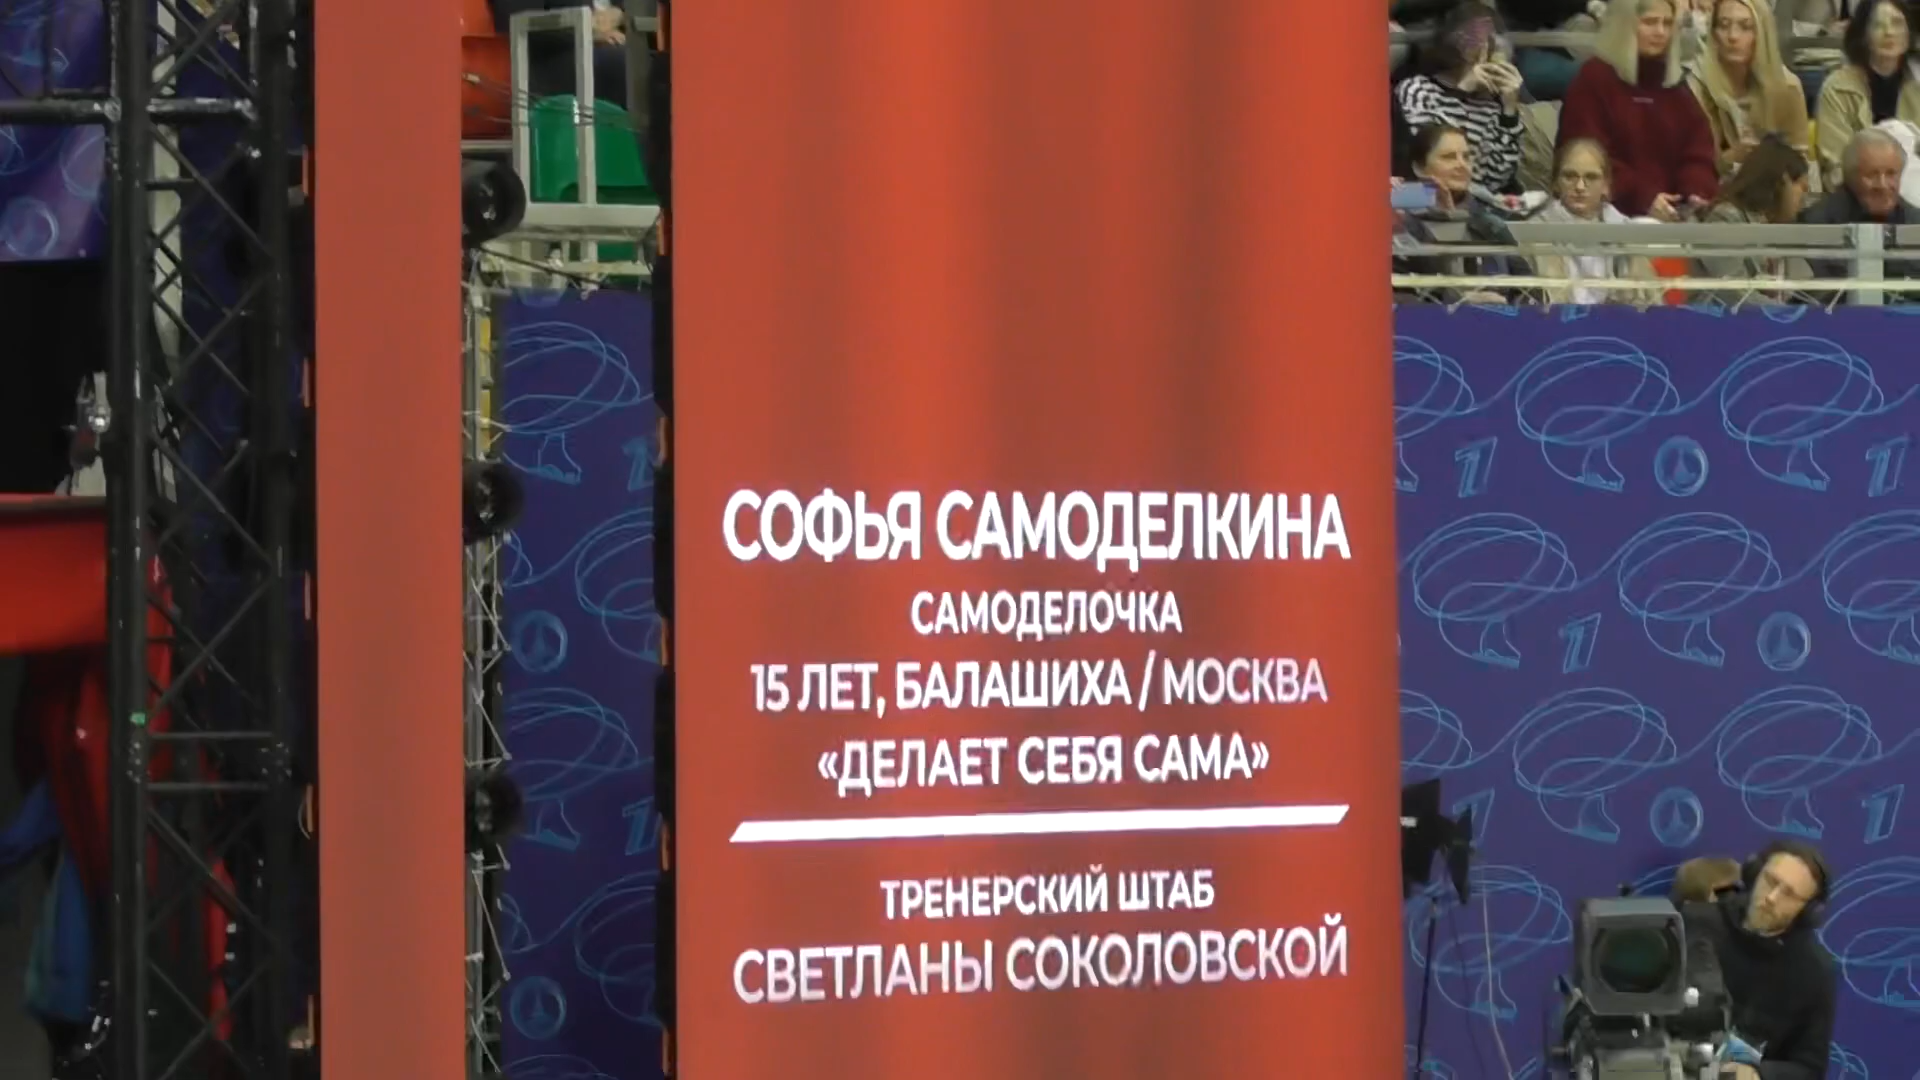 СОФЬЯ САМОДЕЛКИНА
САМОДЕЛОЧКА
15 ЛЕТ, БАЛАШИХА / МОСКВА
«ДЕЛАЕТ СЕБЯ САМА»
ТРЕНЕРСКИЙ ШТАБ
СВЕТЛАНЫ СОКОЛОВСКОЙ